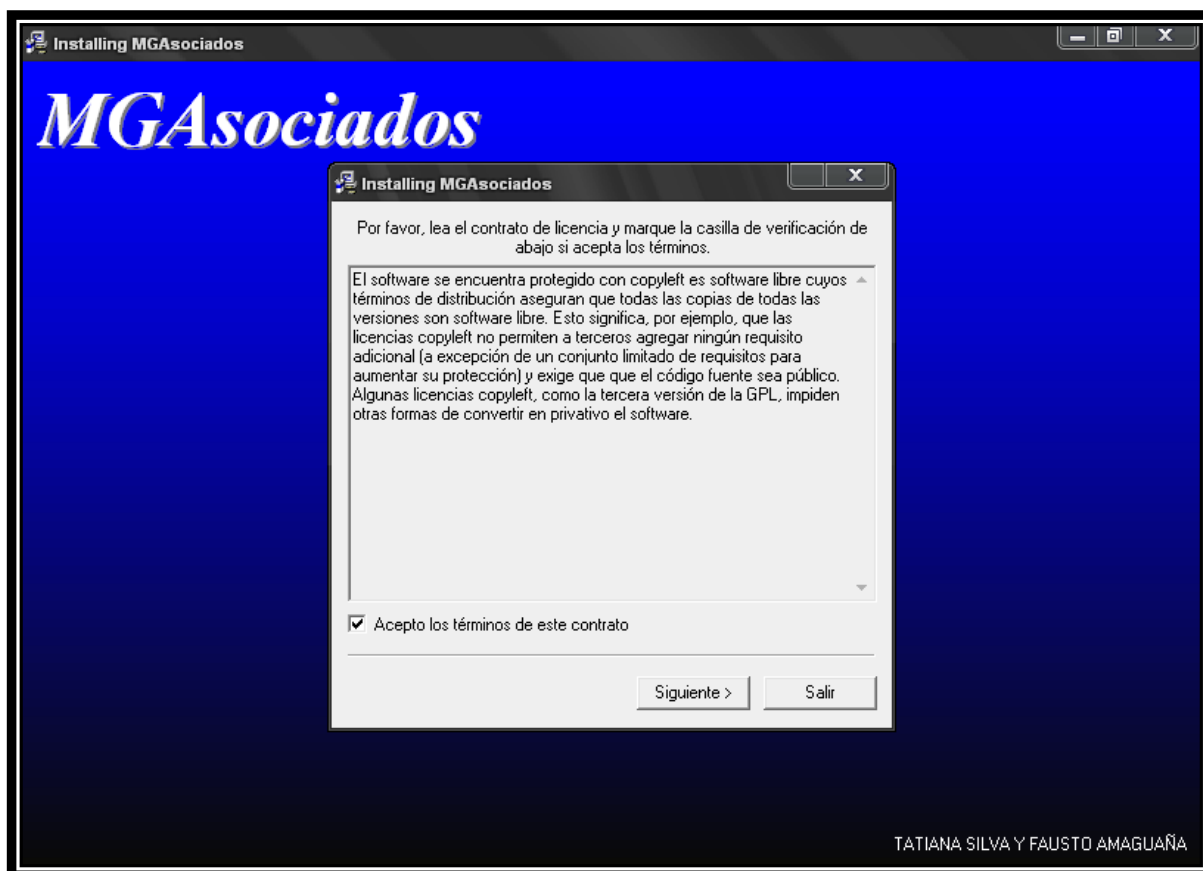 Installing MGAsociados
MGAsociados
Installing MGAsociados
Por favor, lea el contrato de licencia y marque la casilla de verificación de
abajo si acepta los términos.
El software se encuentra protegido con copyleft es software libre cuyos
términos de distribución aseguran que todas las copias de todas las
versiones son software libre. Esto significa, por ejemplo, que las
licencias copyleft no permiten a terceros agregar ningún requisito
adicional (a excepción de un conjunto limitado de requisitos para
aumentar su protección) y exige que que el código fuente sea público.
Algunas licencias copyleft, como la tercera versión de la GPL, impiden
otras formas de convertir en privativo el software.
Acepto los términos de este contrato
Siguiente > Salir
TATIANA SILVA Y FAUSTO AMAGUAÑA